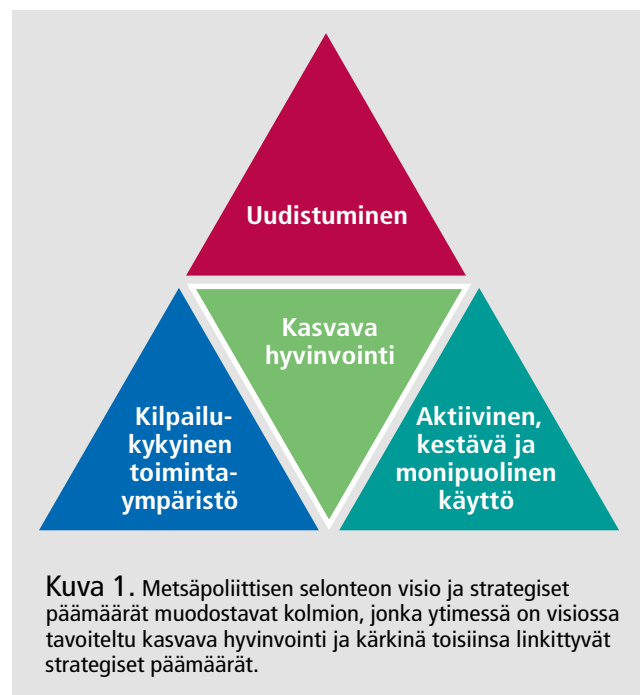 Uudistuminen
Kasvava
hyvinvointi
Kilpailu-
kykyinen
toiminta-
ympäristö
Aktiivinen,
kestävä ja
monipuolinen
käyttö
Kuva 1. Metsäpoliittisen selonteon visio ja strategiset
päämäärät muodostavat kolmion, jonka ytimessä on visiossa
tavoiteltu kasvava hyvinvointi ja kärkinä toisiinsa linkittyvät
strategiset päämäärät.